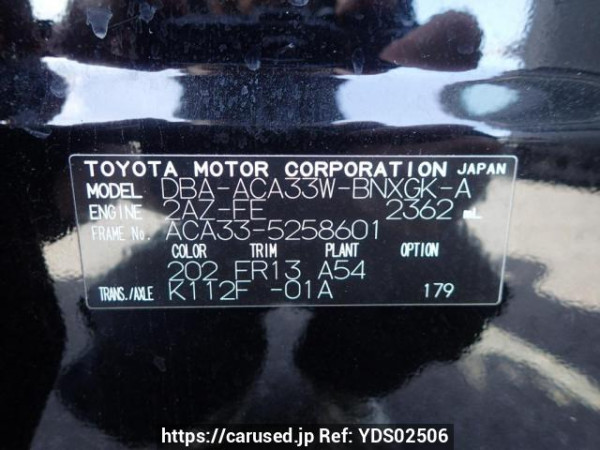 TOYOTA MOTOR CORPORATION JAPAN
MODEL DBA-ACA33W-BNXGK-A
ENGINE 2AZ-FE 2362 mL
FRAME No. ACA33-5258601
COLOR TRIM PLANT OPTION
202 FR13 A54
TRANS./AXLE K112F -01A 179
https://carused.jp Ref: YDS02506